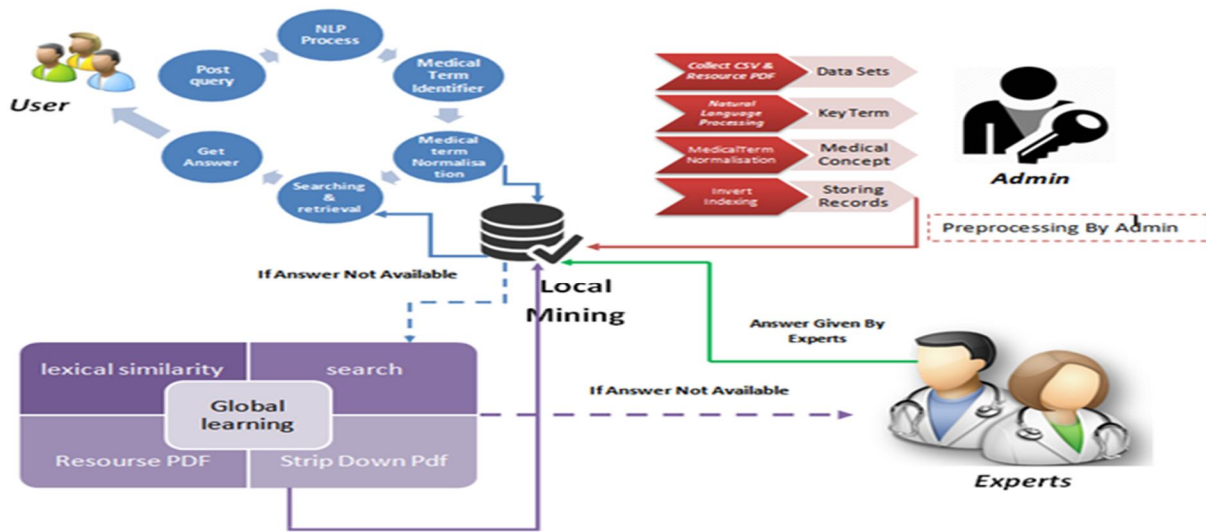 NLP
Process
Post
query
Medical
Term
Identifier
User
Get
Answer
Medical
term
Normalisa
tion
Searching
&
retrieval
Collect CSV &
Resource PDF
Data Sets
Natural
Language
Processing
Key Term
MedicalTerm
Normalisation
Medical
Concept
Invert
Indexing
Storing
Records
Admin
Preprocessing By Admin
If Answer Not Available
Local
Mining
Answer Given By
Experts
lexical similarity
search
Global
learning
Resourse PDF
Strip Down Pdf
If Answer Not Available
Experts